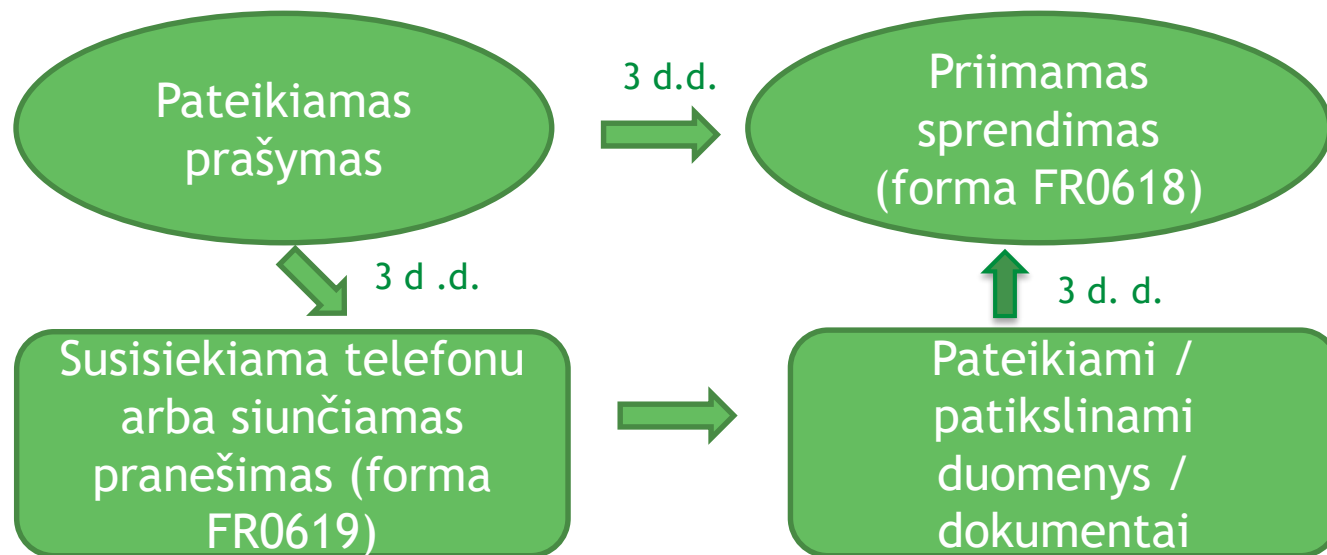 Pateikiamas
prašymas
3 d.d.
Priimamas
sprendimas
(forma FR0618)
3 d .d.
3 d. d.
Susisiekiama telefonu
arba siunčiamas
pranešimas (forma
FR0619)
Pateikiami /
patikslinami
duomenys /
dokumentai